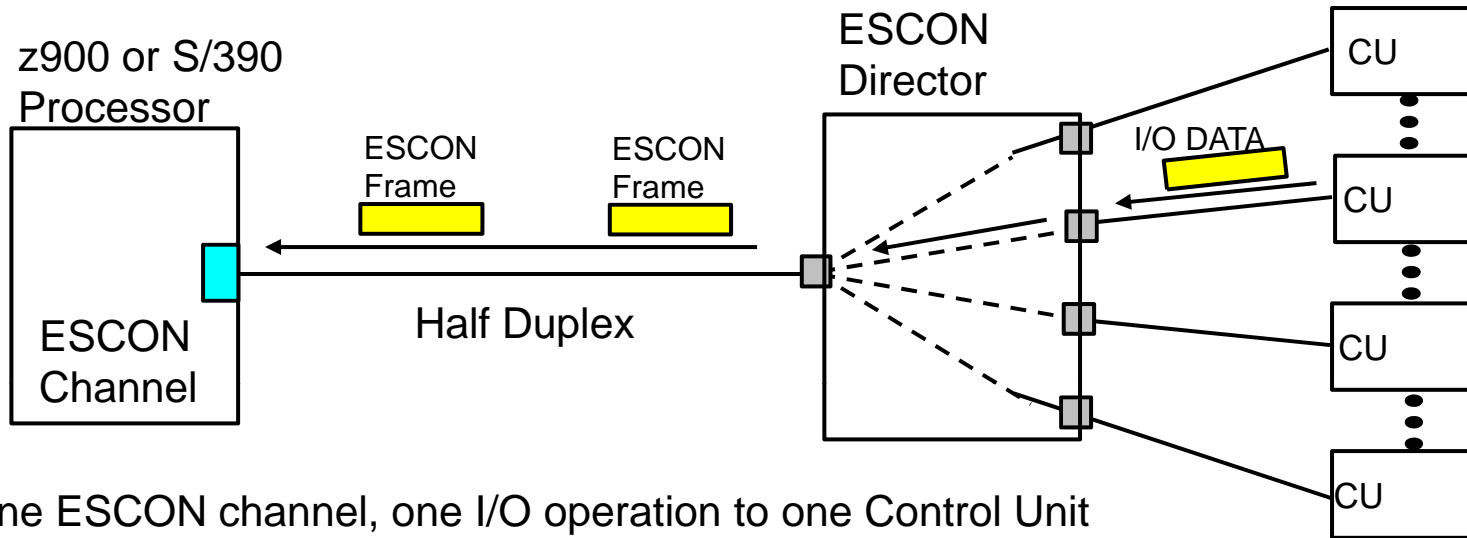 z900 or S/390
Processor
ESCON
Director
CU
ESCON
Frame
ESCON
Frame
I/O DATA
CU
Half Duplex
ESCON
Channel
CU
CU
ne ESCON channel, one I/O operation to one Control Unit